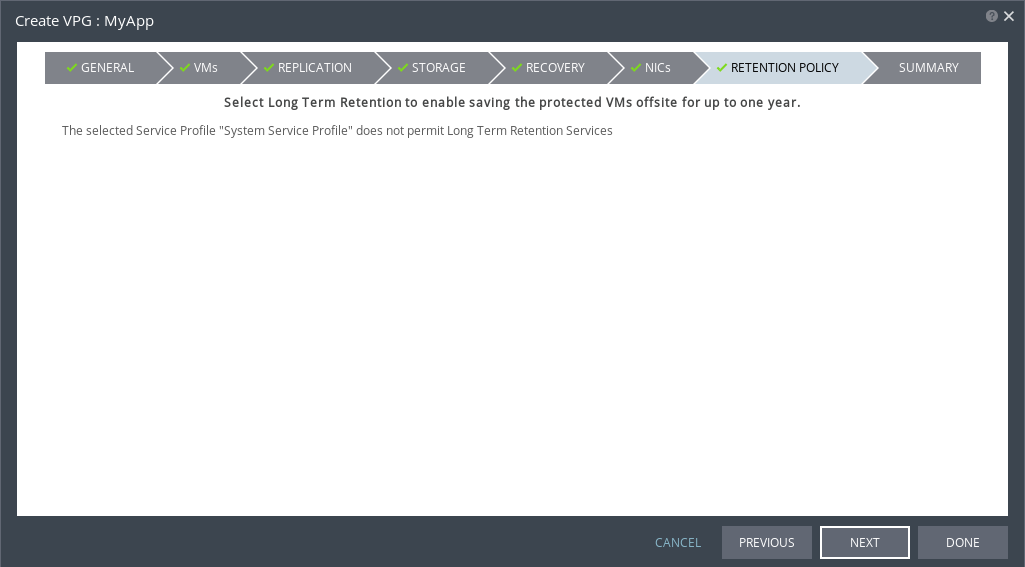 Create VPG : MyApp
GENERAL
VMs
REPLICATION
STORAGE
RECOVERY
NICs
RETENTION POLICY
SUMMARY
Select Long Term Retention to enable saving the protected VMs offsite for up to one year.
The selected Service Profile "System Service Profile" does not permit Long Term Retention Services
CANCEL
PREVIOUS
NEXT
DONE